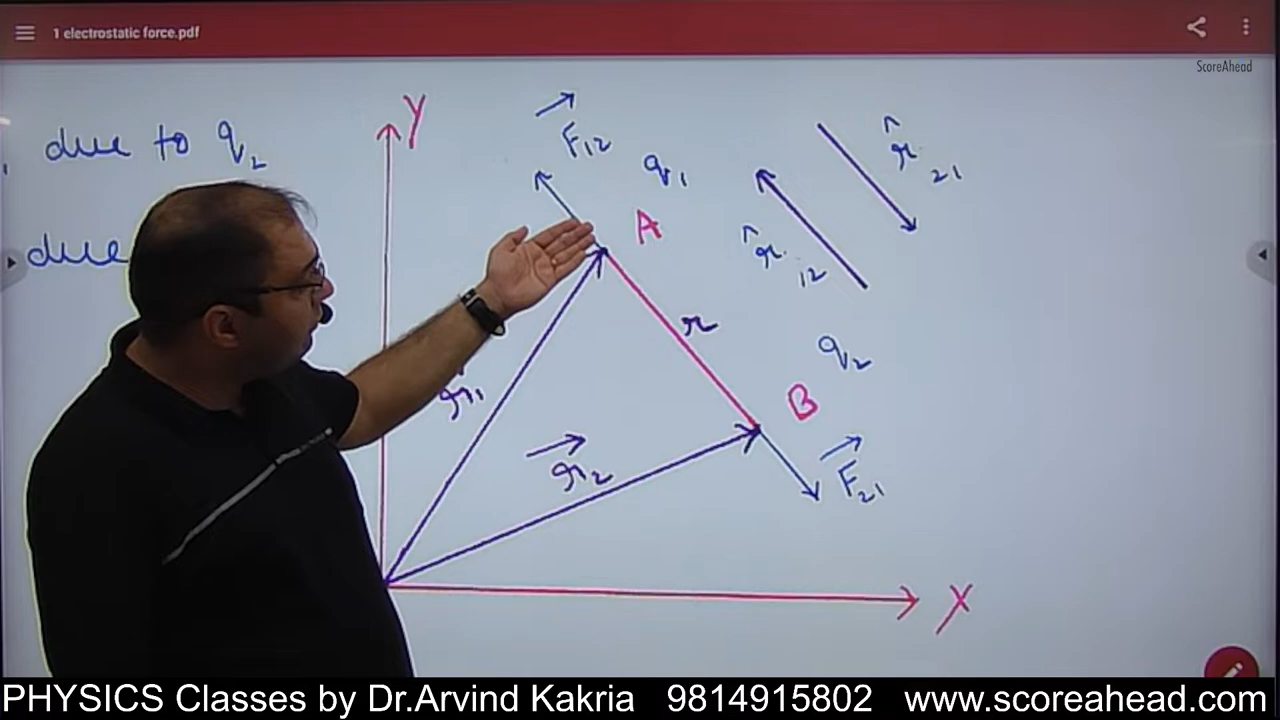 1 electrostatic force.pdf
ScoreAhead
due to q₂
due
Y
F₁₂
q₁
A
r̂₂₁
r̂₁₂
r
q₂
B
r₁
r₂
F₂₁
X
PHYSICS Classes by Dr.Arvind Kakria 9814915802 www.scoreahead.com